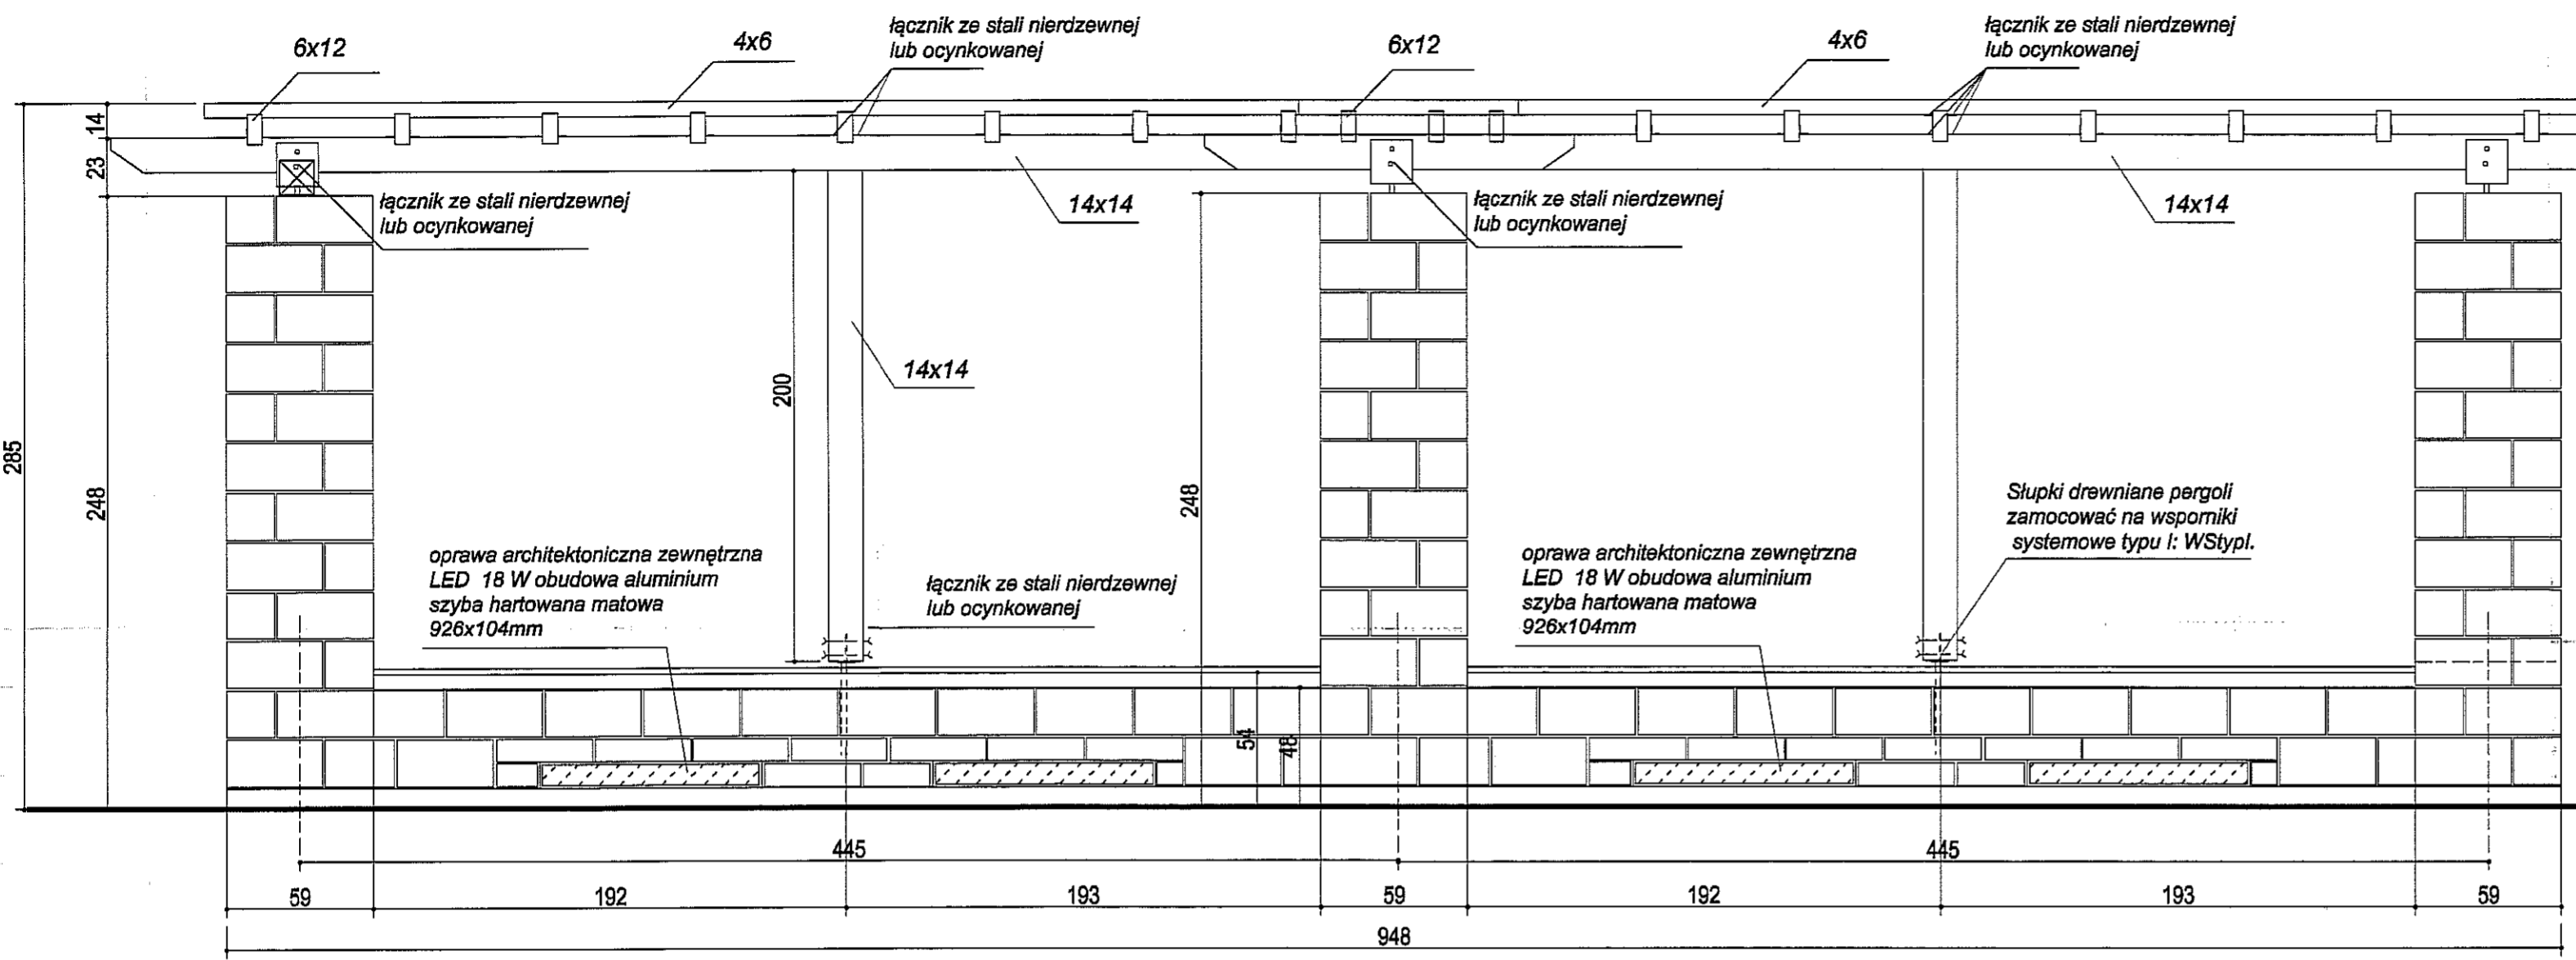 6x12
4x6
łącznik ze stali nierdzewnej
lub ocynkowanej
6x12
4x6
łącznik ze stali nierdzewnej
lub ocynkowanej
14
23
łącznik ze stali nierdzewnej
lub ocynkowanej
14x14
łącznik ze stali nierdzewnej
lub ocynkowanej
14x14
285
248
200
14x14
248
oprawa architektoniczna zewnętrzna
LED 18 W obudowa aluminium
szyba hartowana matowa
926x104mm
łącznik ze stali nierdzewnej
lub ocynkowanej
oprawa architektoniczna zewnętrzna
LED 18 W obudowa aluminium
szyba hartowana matowa
926x104mm
Słupki drewniane pergoli
zamocować na wsporniki
systemowe typu I: WStypI.
54
48
445
445
59
192
193
59
192
193
59
948